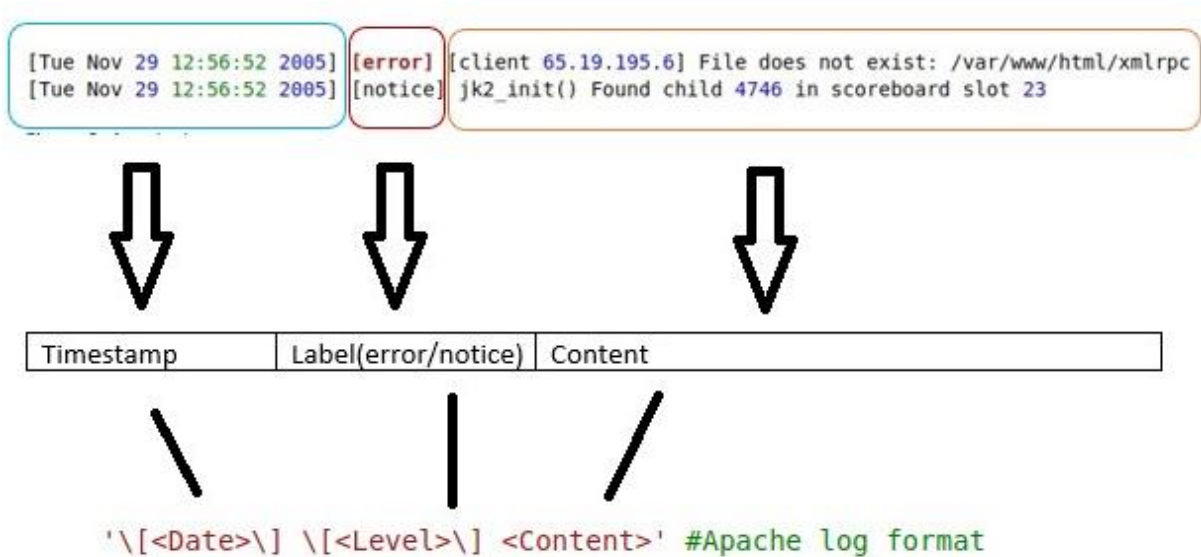 [Tue Nov 29 12:56:52 2005] [error] [client 65.19.195.6] File does not exist: /var/www/html/xmlrpc
[Tue Nov 29 12:56:52 2005] [notice] jk2_init() Found child 4746 in scoreboard slot 23
Timestamp Label(error/notice) Content
'\[<Date>\] \[<Level>\] <Content>' #Apache log format